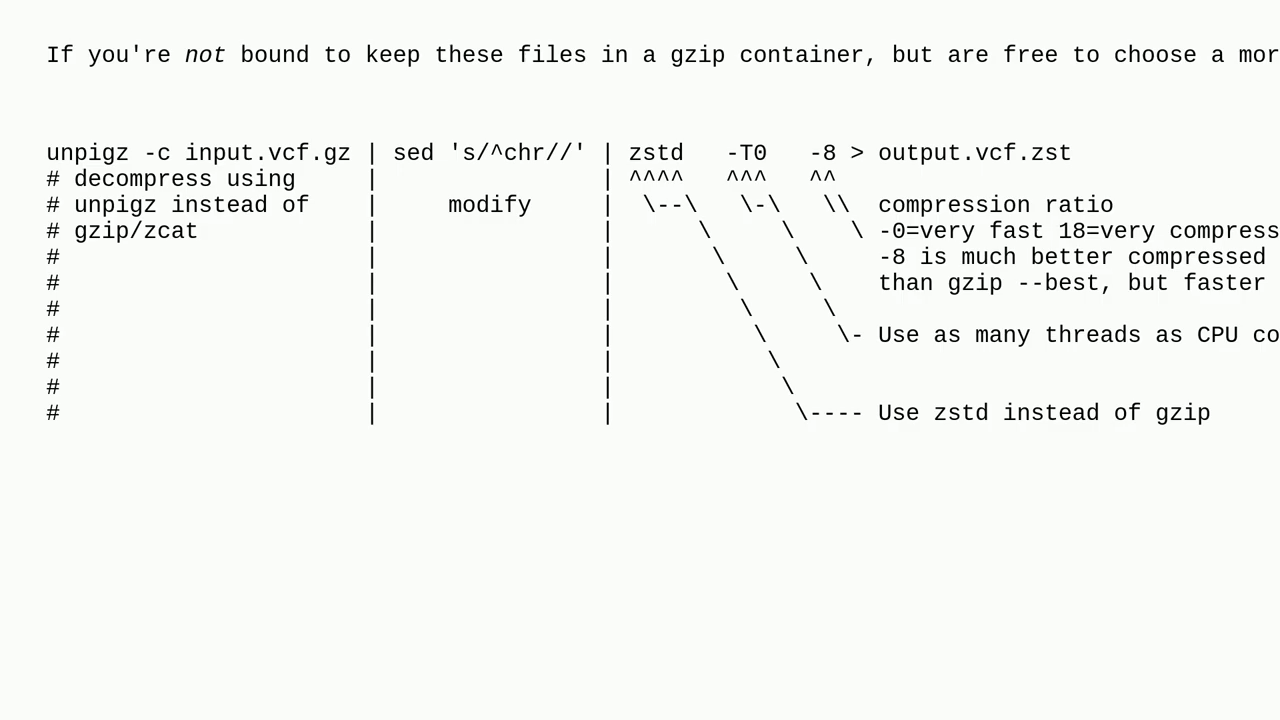 If you're not bound to keep these files in a gzip container, but are free to choose a mor
unpigz -c input.vcf.gz | sed 's/^chr//' | zstd   -T0   -8 > output.vcf.zst
# decompress using     |                | ^^^^   ^^^   ^^
# unpigz instead of    |     modify     |  \--\   \-\   \\  compression ratio
# gzip/zcat            |                |      \     \    \ -0=very fast 18=very compress
#                      |                |       \     \     -8 is much better compressed
#                      |                |        \     \    than gzip --best, but faster
#                      |                |         \     \
#                      |                |          \     \- Use as many threads as CPU co
#                      |                |           \
#                      |                |            \
#                      |                |             \---- Use zstd instead of gzip